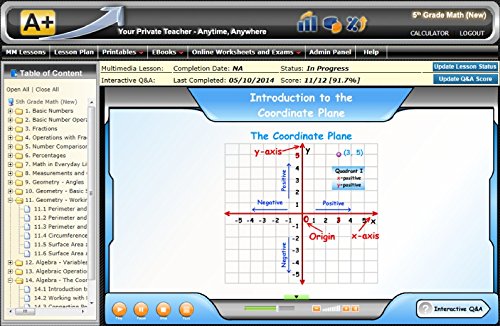 A+
Your Private Teacher - Anytime, Anywhere
5th Grade Math (New)
CALCULATOR LOGOUT
MM Lessons Lesson Plan Printables EBooks Online Worksheets and Exams Admin Panel Help
Table of Content
Multimedia Lesson: Completion Date: NA Status: In Progress Update Lesson Status
Interactive Q&A: Last Completed: 05/10/2014 Score: 11/12 [91.7%] Update Q&A Score
Open All | Close All
5th Grade Math (New)
1. Basic Numbers
2. Basic Number Oper
3. Fractions
4. Operations with Fra
5. Number Comparison
6. Percentages
7. Math in Everyday Li
8. Measurements and
9. Geometry - Angles
10. Geometry - Basic S
11. Geometry - Working
11.1 Perimeter and
11.2 Perimeter and
11.3 Perimeter and
11.4 Circumference
11.5 Surface Area
11.6 Surface Area
12. Algebra - Variables
13. Algebraic Operation
14. Algebra - The Coor
14.1 Introduction t
14.2 Working with
Introduction to the
Coordinate Plane
The Coordinate Plane
y-axis y
5 (3, 5)
4 Quadrant I
3 x=positive
2 y=positive
1
Positive
Negative Positive
-5 -4 -3 -2 -1 0 1 2 3 4 5 x
-1
-2 Origin x-axis
-3
-4
-5
Negative
Interactive Q&A